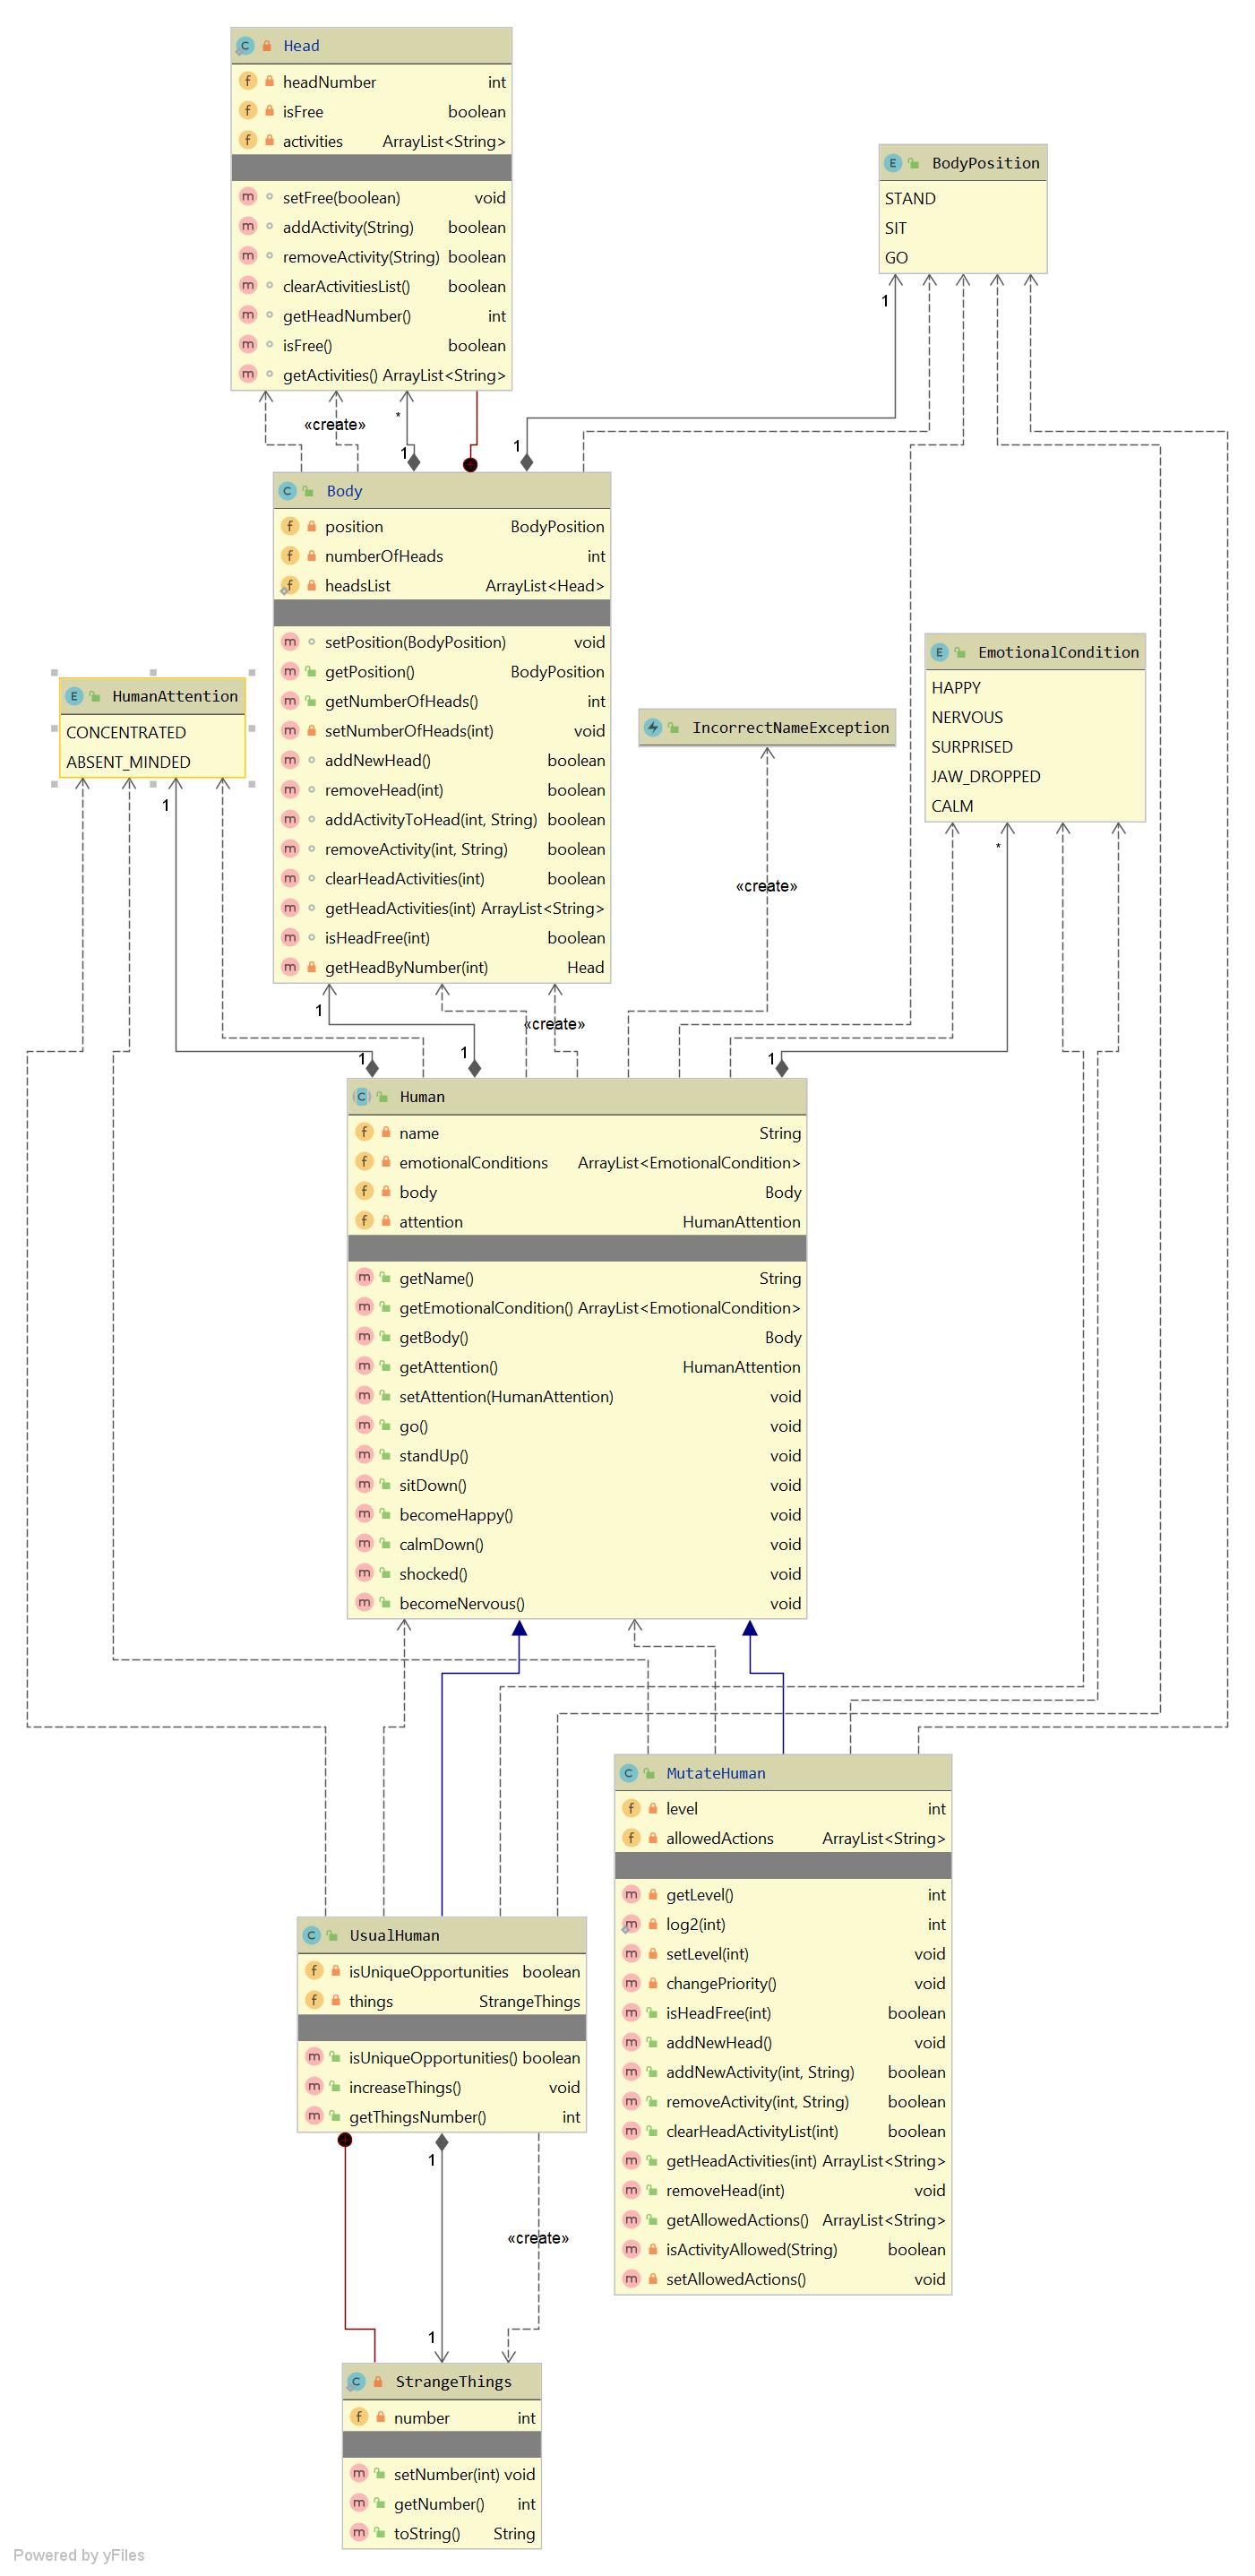 Head
headNumber int
isFree boolean
activities ArrayList<String>
setFree(boolean) void
addActivity(String) boolean
removeActivity(String) boolean
clearActivitiesList() boolean
getHeadNumber() int
isFree() boolean
getActivities() ArrayList<String>
BodyPosition
STAND
SIT
GO
1
«create»
*
1
1
Body
position BodyPosition
numberOfHeads int
headsList ArrayList<Head>
setPosition(BodyPosition) void
getPosition() BodyPosition
getNumberOfHeads() int
setNumberOfHeads(int) void
addNewHead() boolean
removeHead(int) boolean
addActivityToHead(int, String) boolean
removeActivity(int, String) boolean
clearHeadActivities(int) boolean
getHeadActivities(int) ArrayList<String>
isHeadFree(int) boolean
getHeadByNumber(int) Head
HumanAttention
CONCENTRATED
ABSENT_MINDED
1
IncorrectNameException
«create»
EmotionalCondition
HAPPY
NERVOUS
SURPRISED
JAW_DROPPED
CALM
*
1
«create»
1
1
1
Human
name String
emotionalConditions ArrayList<EmotionalCondition>
body Body
attention HumanAttention
getName() String
getEmotionalCondition() ArrayList<EmotionalCondition>
getBody() Body
getAttention() HumanAttention
setAttention(HumanAttention) void
go() void
standUp() void
sitDown() void
becomeHappy() void
calmDown() void
shocked() void
becomeNervous() void
MutateHuman
level int
allowedActions ArrayList<String>
getLevel() int
log2(int) int
setLevel(int) void
changePriority() void
isHeadFree(int) boolean
addNewHead() void
addNewActivity(int, String) boolean
removeActivity(int, String) boolean
clearHeadActivityList(int) boolean
getHeadActivities(int) ArrayList<String>
removeHead(int) void
getAllowedActions() ArrayList<String>
isActivityAllowed(String) boolean
setAllowedActions() void
UsualHuman
isUniqueOpportunities boolean
things StrangeThings
isUniqueOpportunities() boolean
increaseThings() void
getThingsNumber() int
1
«create»
1
StrangeThings
number int
setNumber(int) void
getNumber() int
toString() String
Powered by yFiles